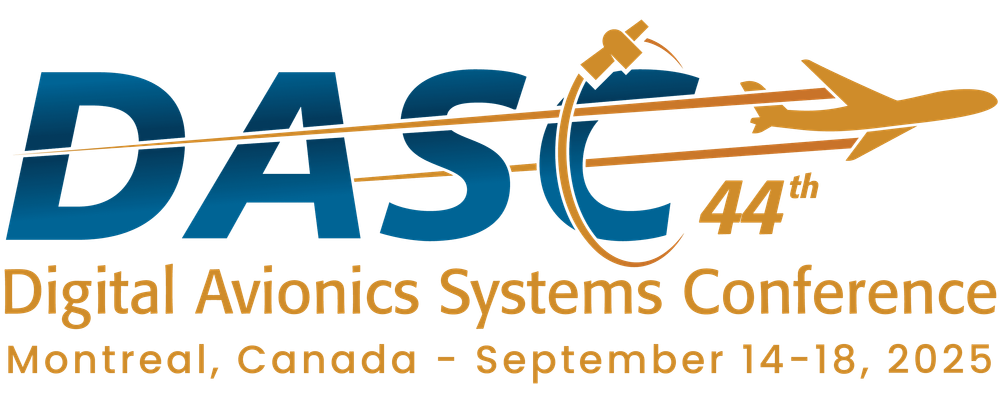 DASC
44th
Digital Avionics Systems Conference
Montreal, Canada - September 14-18, 2025